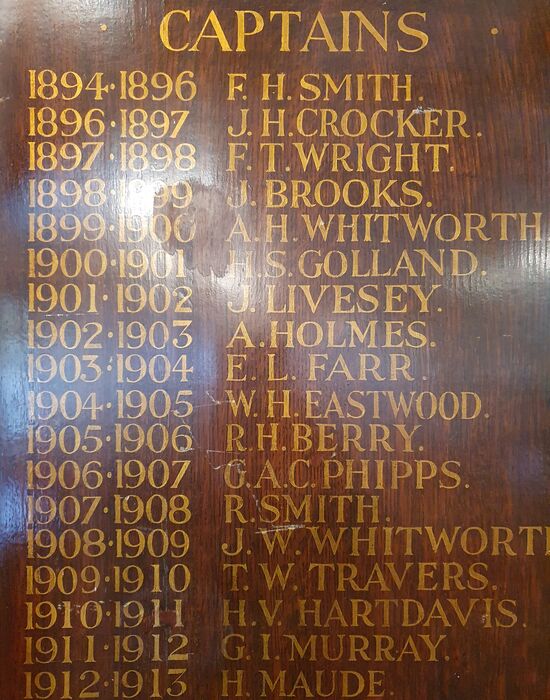 CAPTAINS
1894·1896 F. H. SMITH.
1896·1897 J. H. CROCKER.
1897·1898 F. T. WRIGHT.
1898·1899 J. BROOKS.
1899·1900 A. H. WHITWORTH
1900·1901 H. S. GOLLAND.
1901·1902 J. LIVESEY.
1902·1903 A. HOLMES.
1903·1904 E. L. FARR.
1904·1905 W. H. EASTWOOD.
1905·1906 R. H. BERRY.
1906·1907 G. A. C. PHIPPS.
1907·1908 R. SMITH.
1908·1909 J. W. WHITWORT
1909·1910 T. W. TRAVERS.
1910·1911 H. V. HARTDAVIS.
1911·1912 G. I. MURRAY.
1912·1913 H. MAUDE